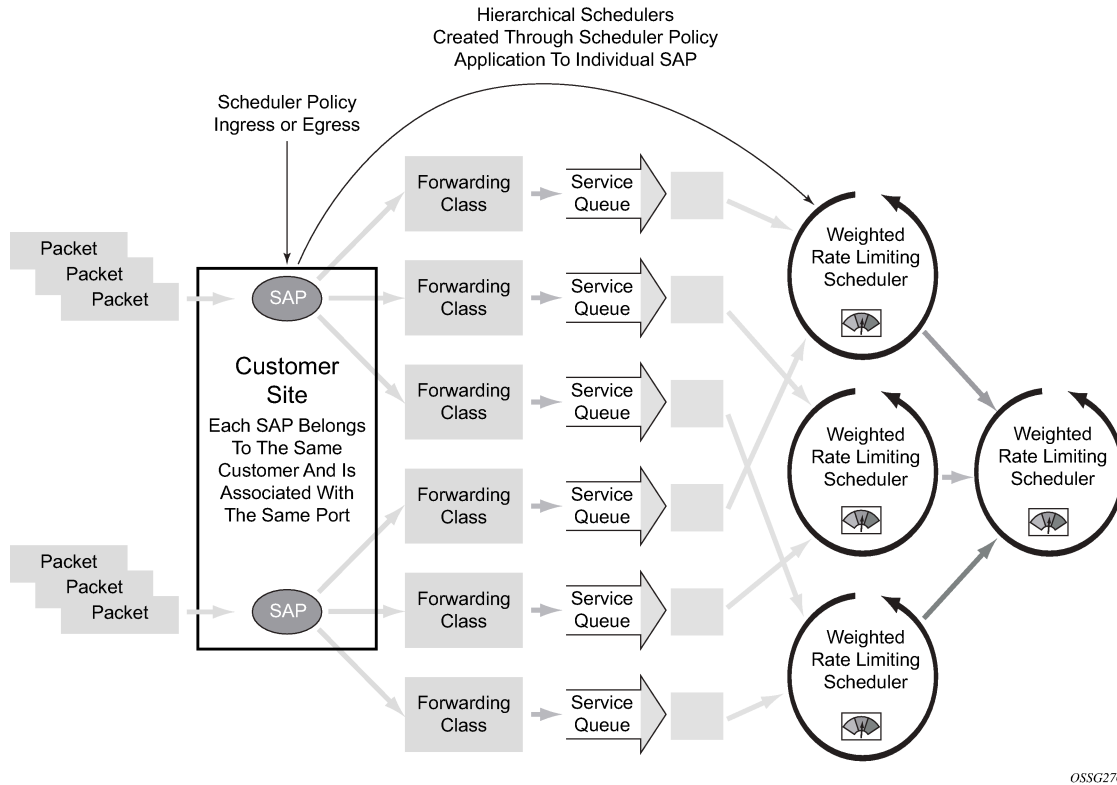 Hierarchical Schedulers
Created Through Scheduler Policy
Application To Individual SAP
Scheduler Policy
Ingress or Egress
Packet
Packet
Packet
SAP
Customer
Site
Each SAP Belongs
To The Same
Customer And Is
Associated With
The Same Port
Packet
Packet
Packet
SAP
Forwarding
Class
Service
Queue
Forwarding
Class
Service
Queue
Forwarding
Class
Service
Queue
Forwarding
Class
Service
Queue
Forwarding
Class
Service
Queue
Forwarding
Class
Service
Queue
Weighted
Rate Limiting
Scheduler
Weighted
Rate Limiting
Scheduler
Weighted
Rate Limiting
Scheduler
Weighted
Rate Limiting
Scheduler